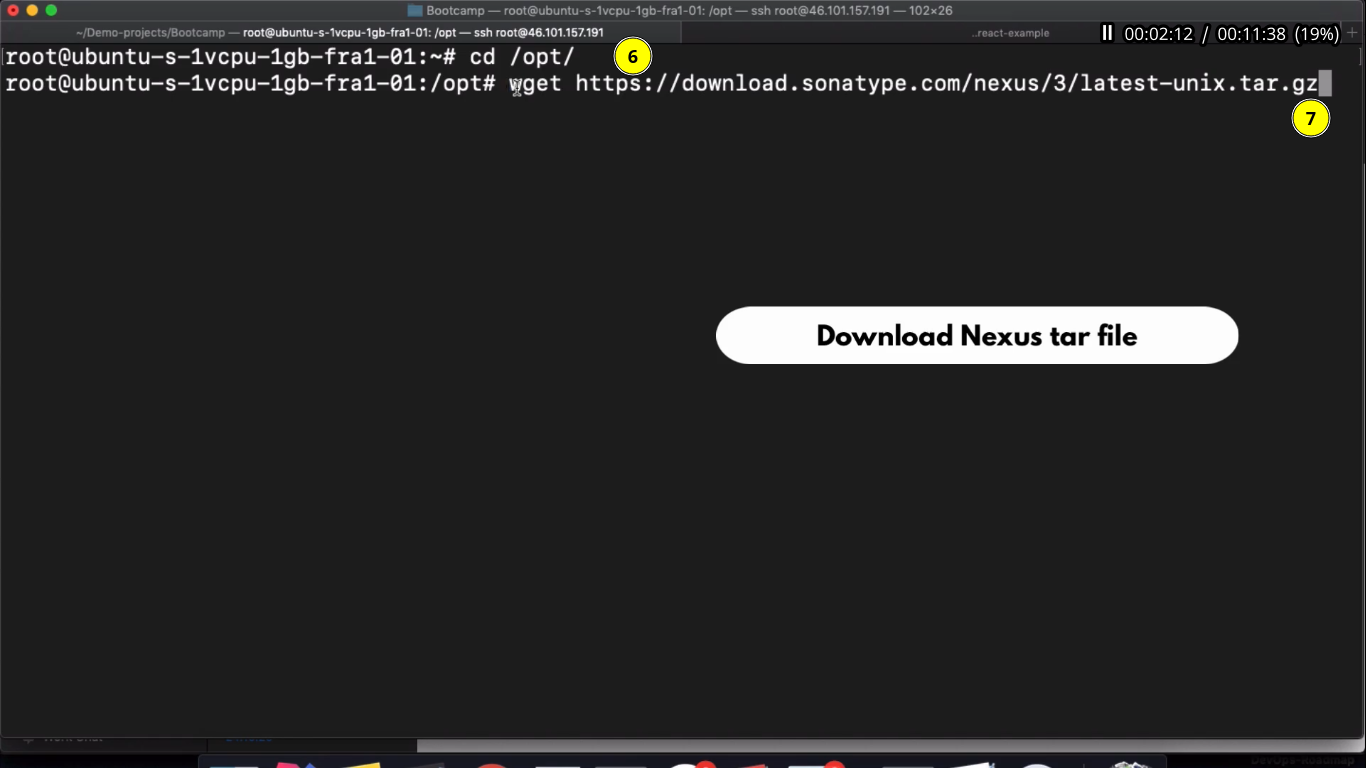 Bootcamp — root@ubuntu-s-1vcpu-1gb-fra1-01: /opt — ssh root@46.101.157.191 — 102×26
~/Demo-projects/Bootcamp — root@ubuntu-s-1vcpu-1gb-fra1-01: /opt — ssh root@46.101.157.191
..react-example
00:02:12 / 00:11:38 (19%)
+
root@ubuntu-s-1vcpu-1gb-fra1-01:~# cd /opt/
6
root@ubuntu-s-1vcpu-1gb-fra1-01:/opt# wget https://download.sonatype.com/nexus/3/latest-unix.tar.gz
7
Download Nexus tar file
DevOps-Roadmap